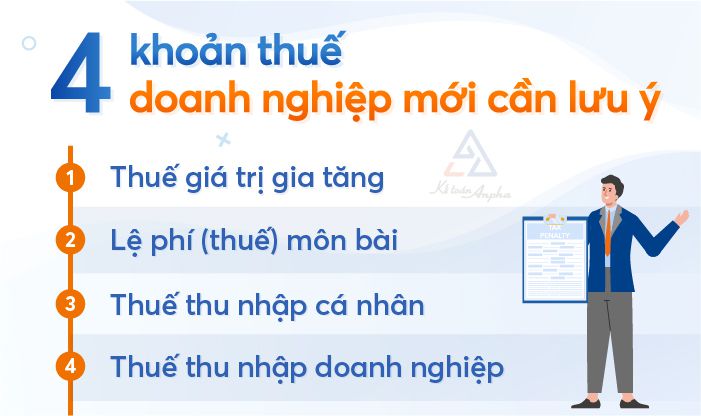 4 khoản thuế
doanh nghiệp mới cần lưu ý
Kế toán Anpha
1 Thuế giá trị gia tăng
2 Lệ phí (thuế) môn bài
3 Thuế thu nhập cá nhân
4 Thuế thu nhập doanh nghiệp
TAX
PENALTY